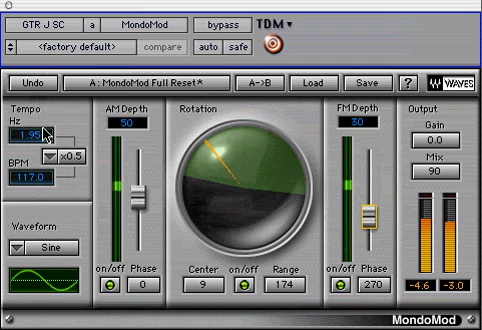 GTR J SC a MondoMod bypass TDM
<factory default> compare auto safe
Undo A: MondoMod Full Reset* A->B Load Save ? W WAVES
Tempo AM Depth Rotation FM Depth Output
Hz 50 30 Gain
1.95 0.0
x0.5 Mix
BPM 90
117.0
Waveform
Sine
on/off Phase Center on/off Range on/off Phase
0 9 174 270 -4.6 -3.0
MondoMod